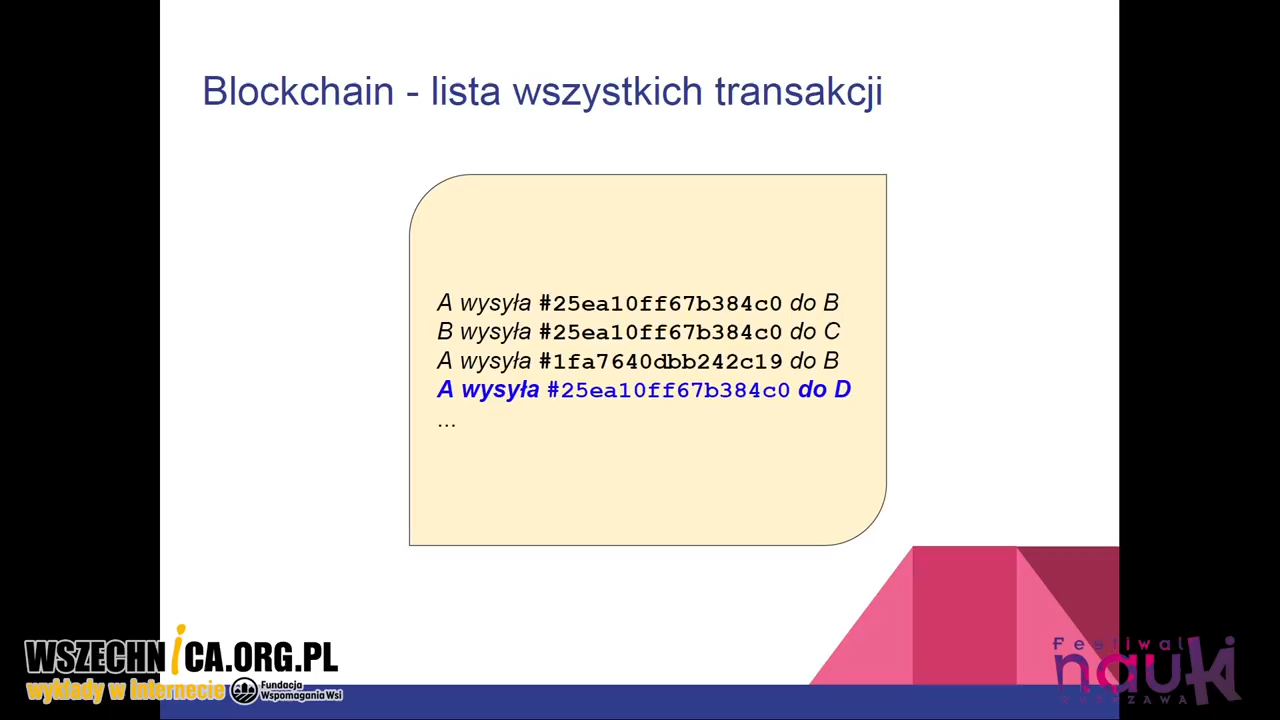 Blockchain - lista wszystkich transakcji
A wysyła #25ea10ff67b384c0 do B
B wysyła #25ea10ff67b384c0 do C
A wysyła #1fa7640dbb242c19 do B
A wysyła #25ea10ff67b384c0 do D
...
WSZECHNiCA.ORG.PL
wykłady w Internecie
Fundacja
Wspomagania Wsi
Festiwal
nauki
WARSZAWA